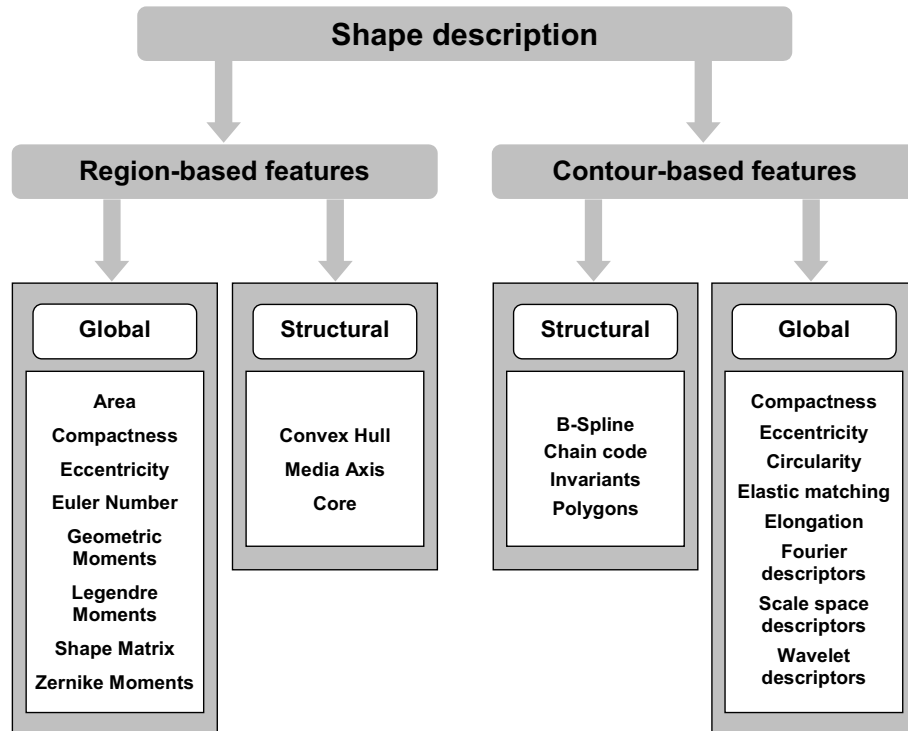 Shape description
Region-based features
Contour-based features
Global
Area
Compactness
Eccentricity
Euler Number
Geometric
Moments
Legendre
Moments
Shape Matrix
Zernike Moments
Structural
Convex Hull
Media Axis
Core
Structural
B-Spline
Chain code
Invariants
Polygons
Global
Compactness
Eccentricity
Circularity
Elastic matching
Elongation
Fourier
descriptors
Scale space
descriptors
Wavelet
descriptors